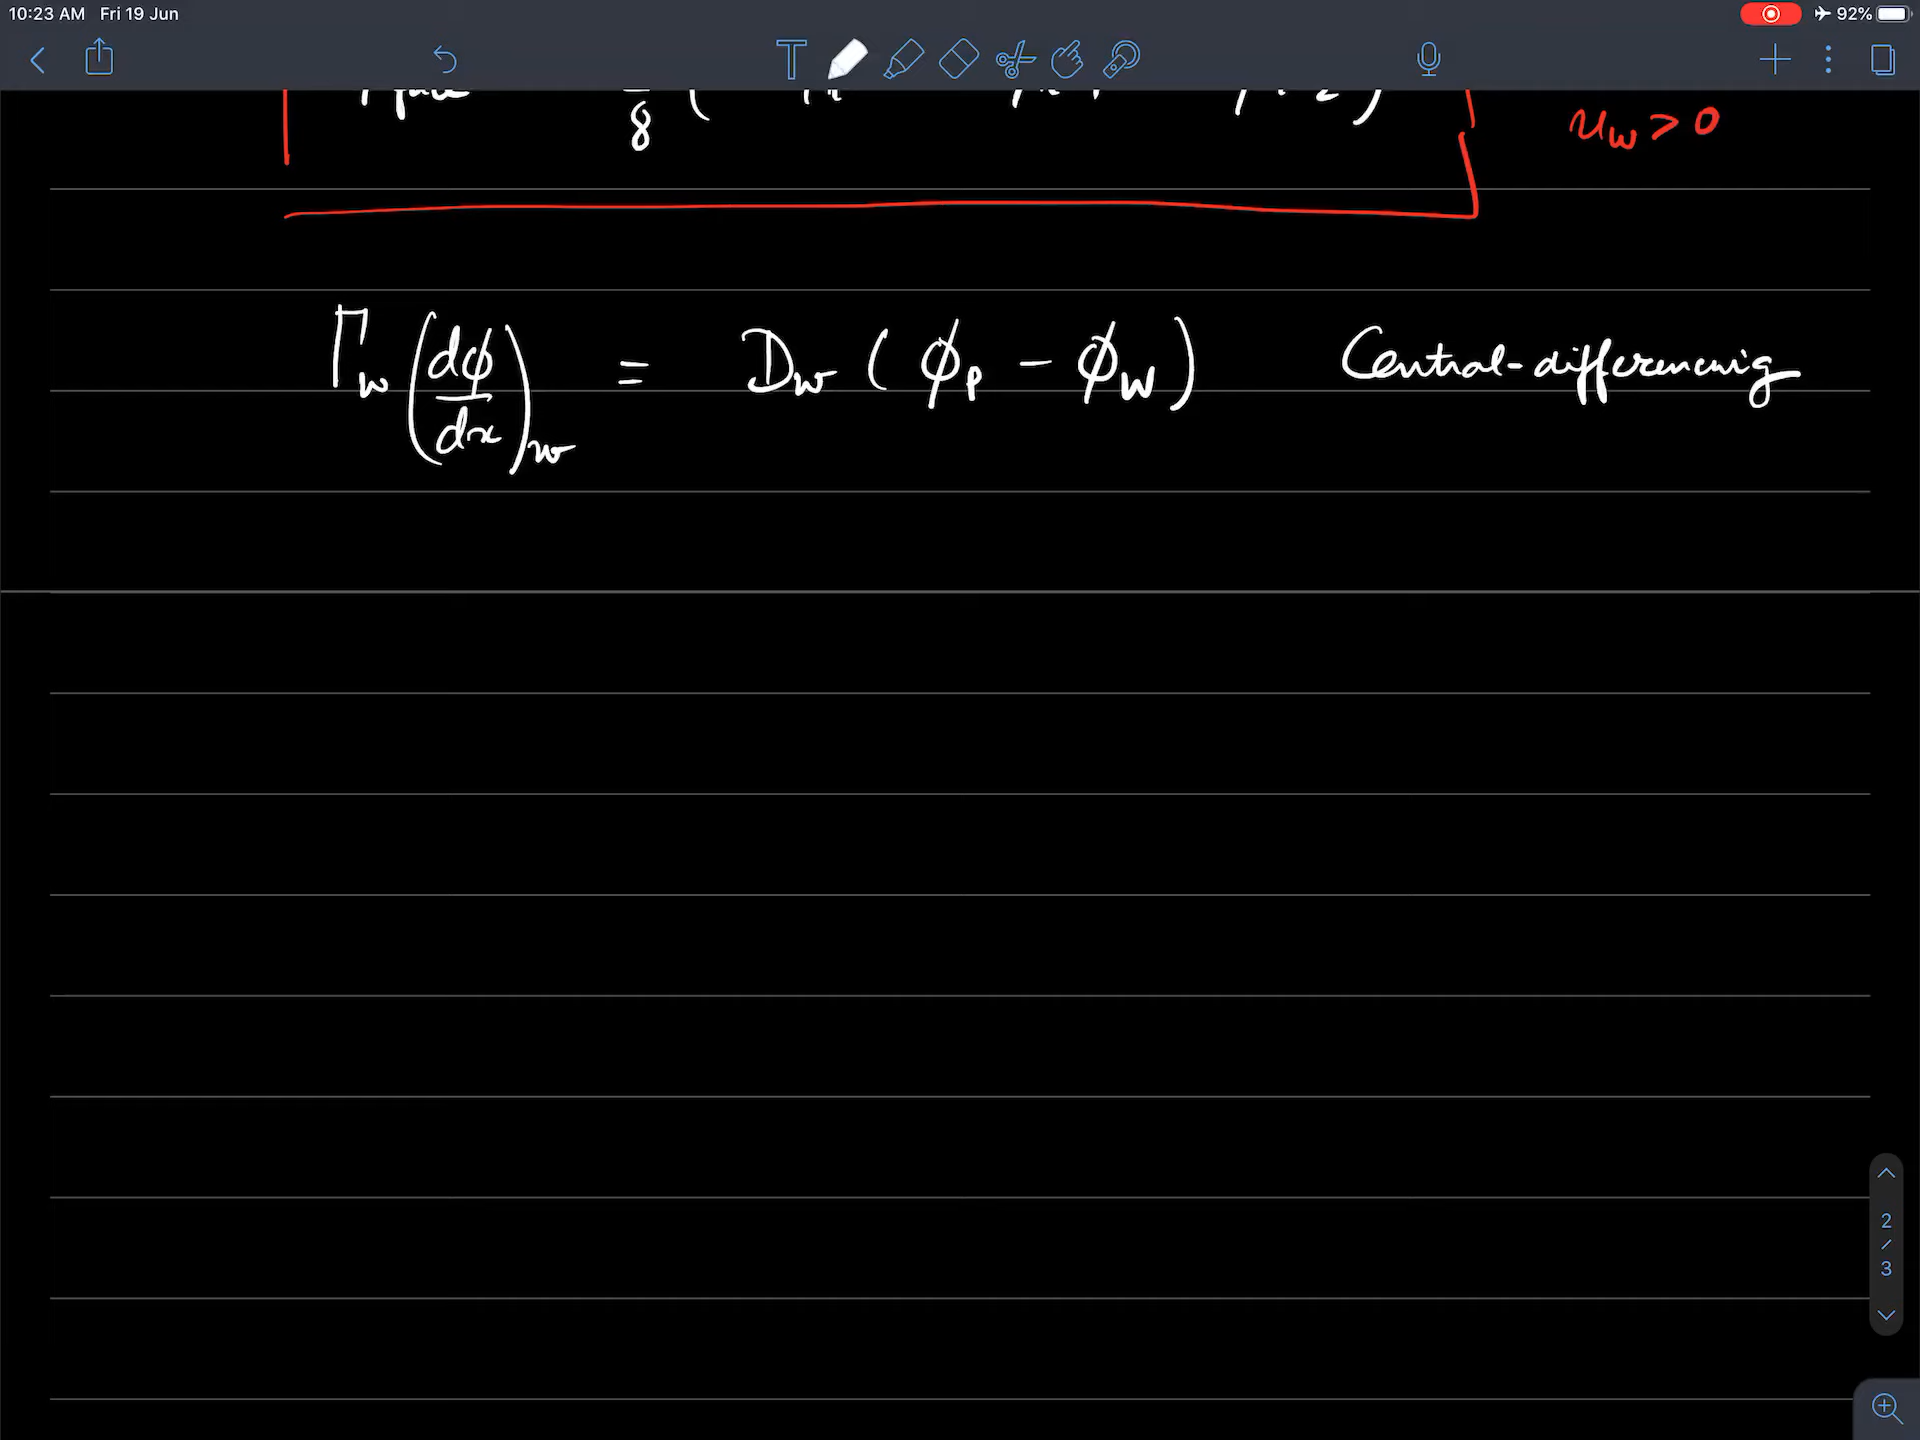 10:23 AM Fri 19 Jun
92%
8
u_w > 0
Γ_w (dφ/dx)_w = D_w ( φ_P − φ_W ) Central-differencing
2
/
3